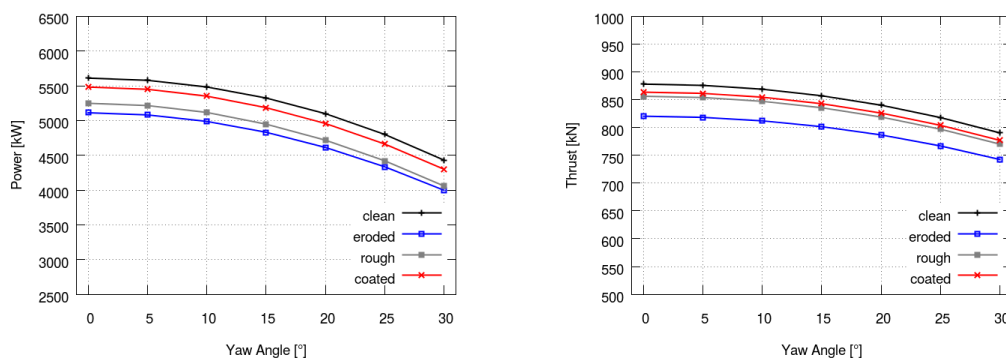 6500
6000
5500
5000
4500
4000
3500
3000
2500
Power [kW]
clean
eroded
rough
coated
0 5 10 15 20 25 30
Yaw Angle [°]
1000
950
900
850
800
750
700
650
600
550
500
Thrust [kN]
clean
eroded
rough
coated
0 5 10 15 20 25 30
Yaw Angle [°]